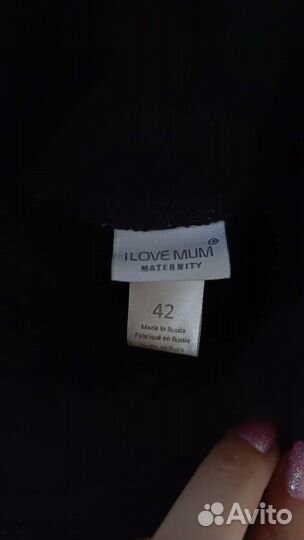 I LOVE MUM®
MATERNITY
42
Made in Russia
Fabriqué en Russie
Avito